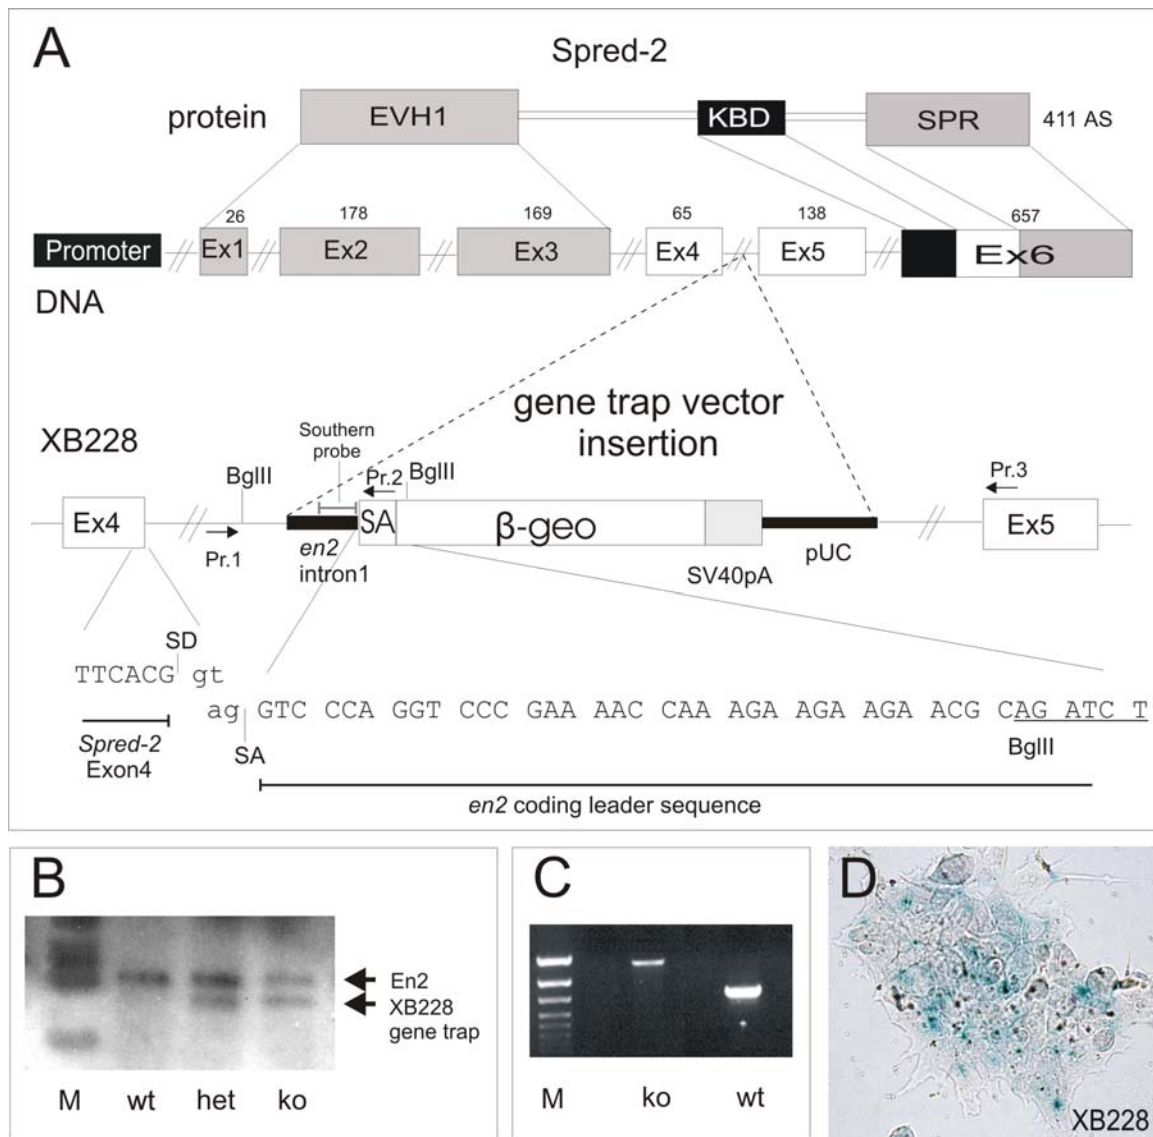 A
Spred-2
protein
EVH1
KBD
SPR
411 AS
26
178
169
65
138
657
Promoter
Ex1
Ex2
Ex3
Ex4
Ex5
Ex6
DNA
gene trap vector
insertion
XB228
Southern
probe
BglII
Pr.2
BglII
Pr.3
Ex4
SA
β-geo
Ex5
Pr.1
en2
intron1
SV40pA
pUC
SD
TTCACG gt
ag GTC CCA GGT CCC GAA AAC CAA AGA AGA AGA ACG CAG ATCT T
Spred-2
Exon4
SA
BglII
en2 coding leader sequence
B
En2
XB228
gene trap
M wt het ko
C
M ko wt
D
XB228